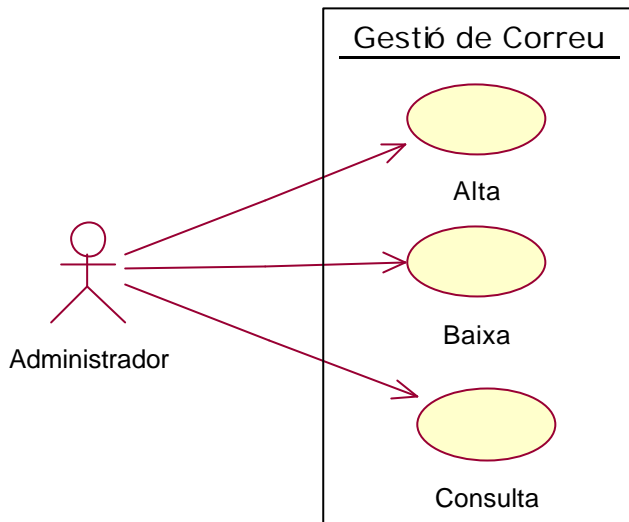 Gestió de Correu
Alta
Baixa
Administrador
Consulta